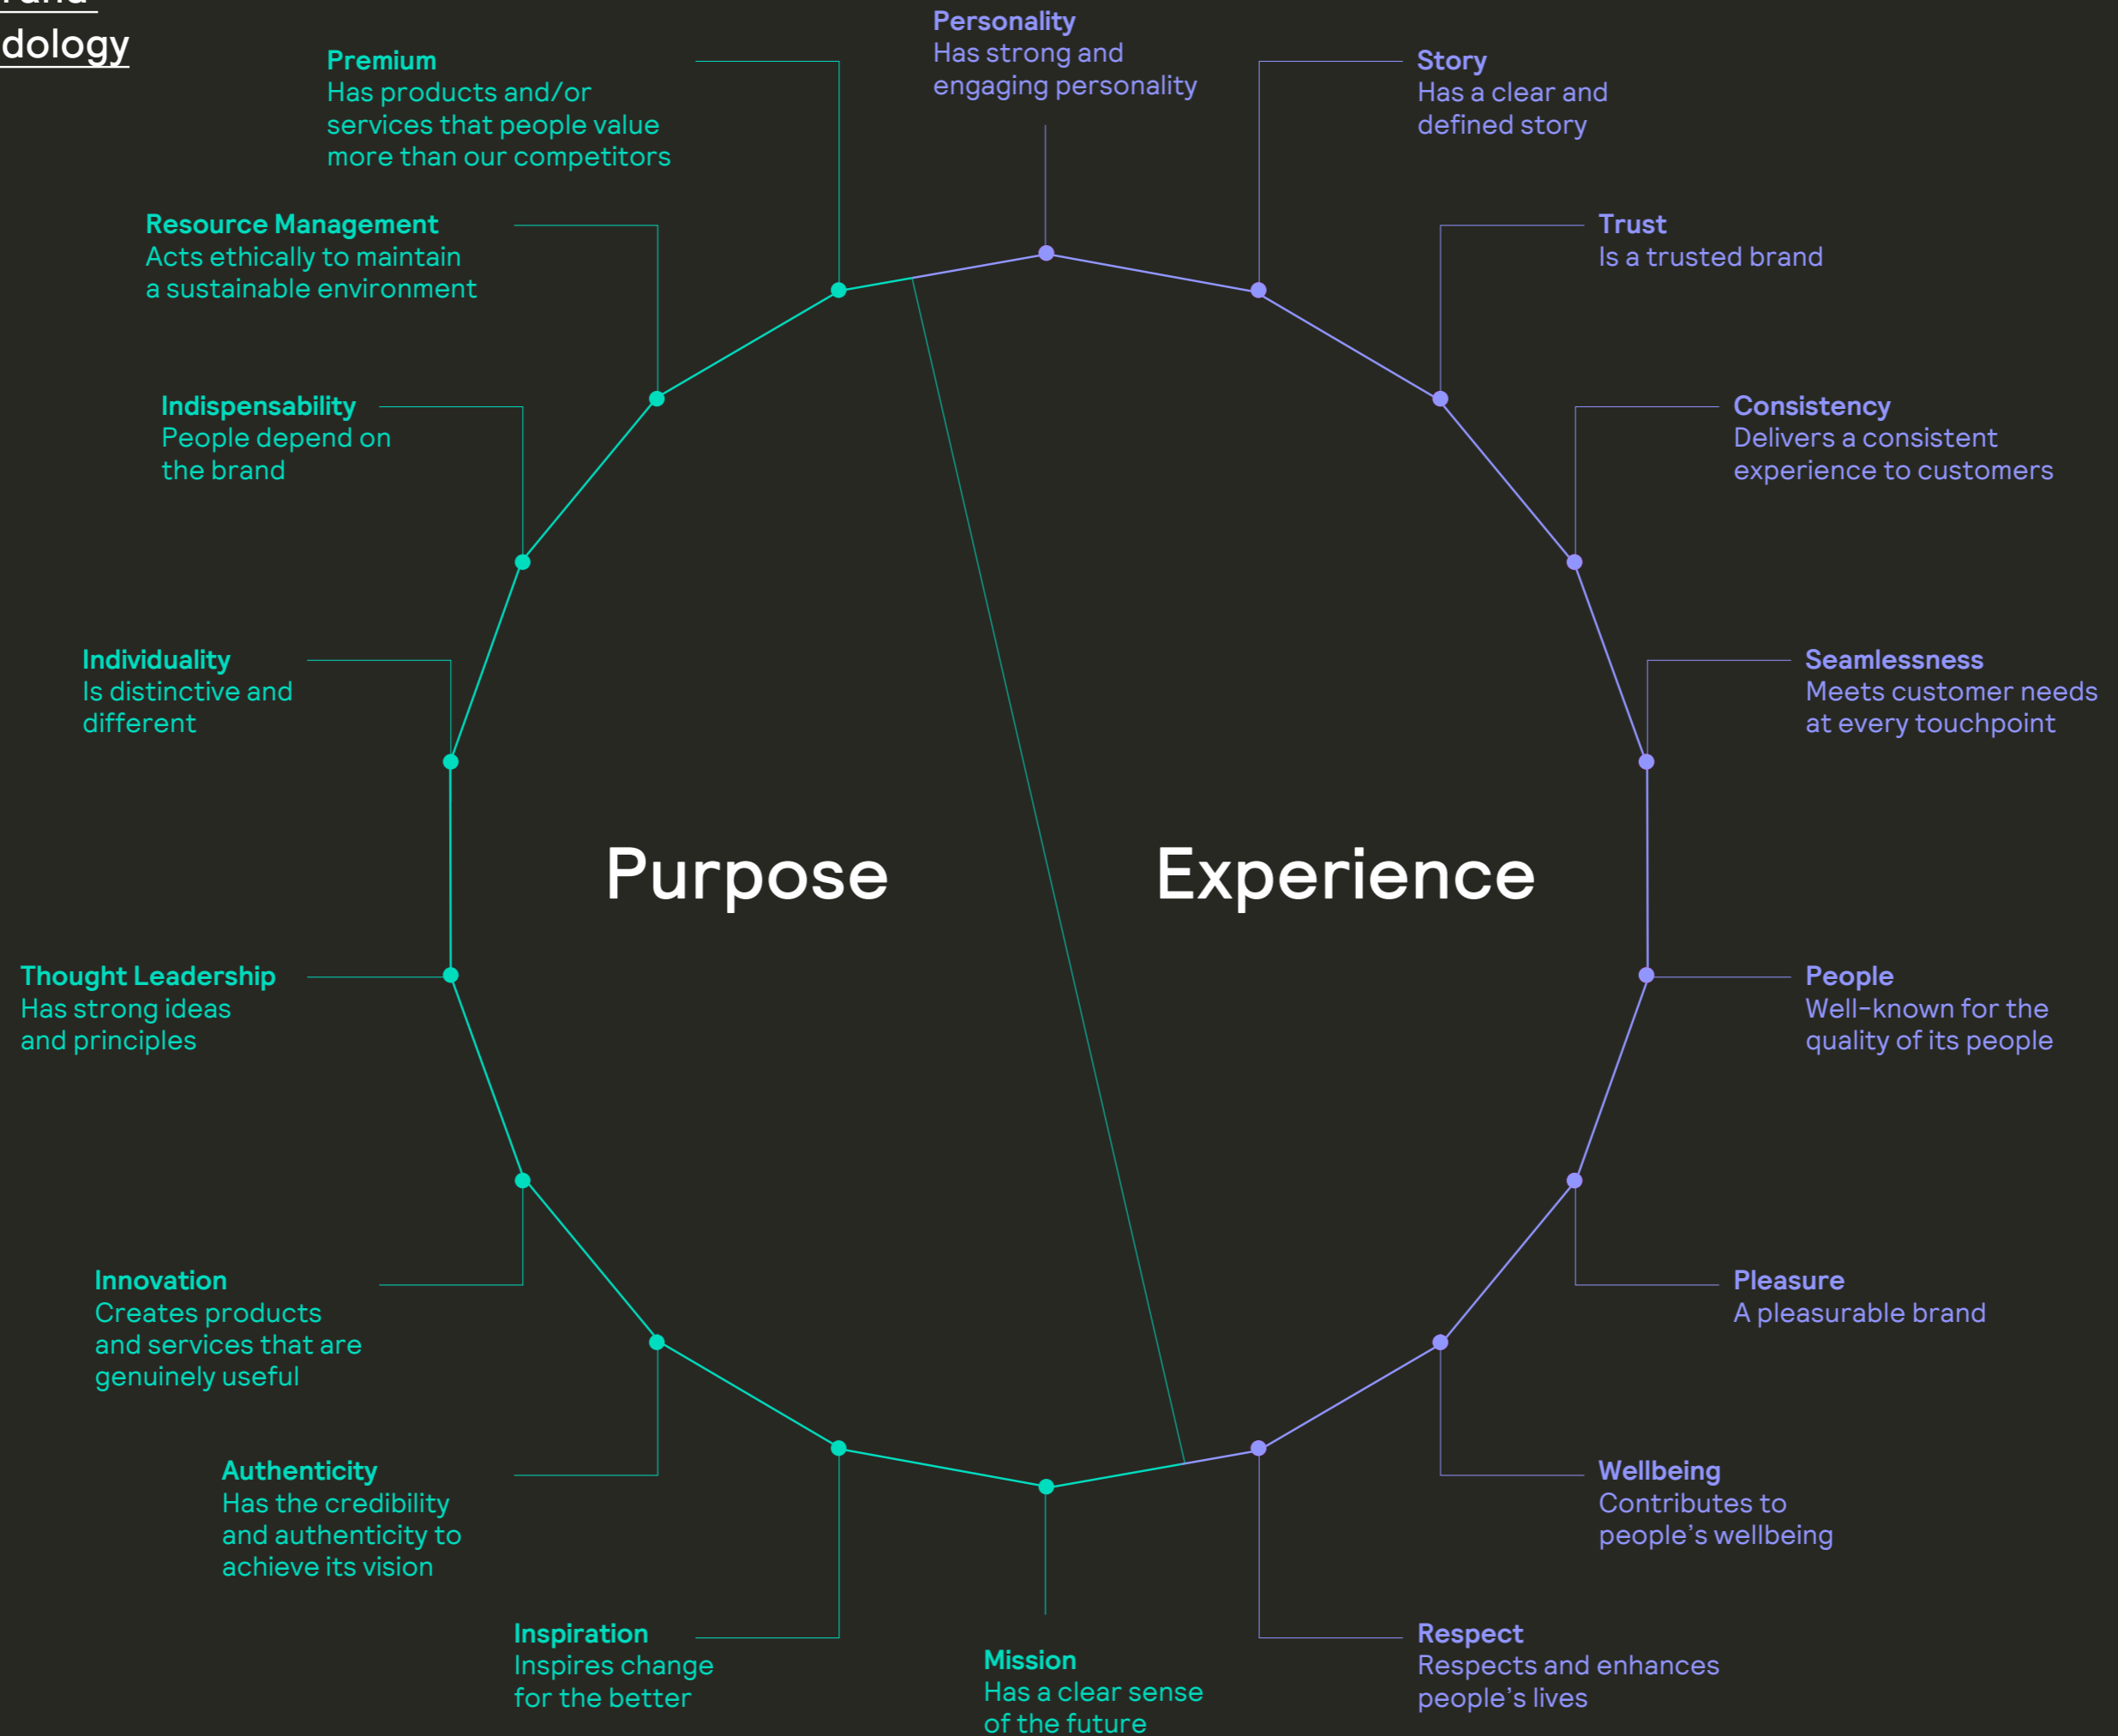 dology
Personality
Has strong and
engaging personality
Premium
Has products and/or
services that people value
more than our competitors
Story
Has a clear and
defined story
Resource Management
Acts ethically to maintain
a sustainable environment
Trust
Is a trusted brand
Indispensability
People depend on
the brand
Consistency
Delivers a consistent
experience to customers
Individuality
Is distinctive and
different
Seamlessness
Meets customer needs
at every touchpoint
Purpose
Experience
Thought Leadership
Has strong ideas
and principles
People
Well-known for the
quality of its people
Innovation
Creates products
and services that are
genuinely useful
Pleasure
A pleasurable brand
Authenticity
Has the credibility
and authenticity to
achieve its vision
Wellbeing
Contributes to
people’s wellbeing
Inspiration
Inspires change
for the better
Mission
Has a clear sense
of the future
Respect
Respects and enhances
people’s lives